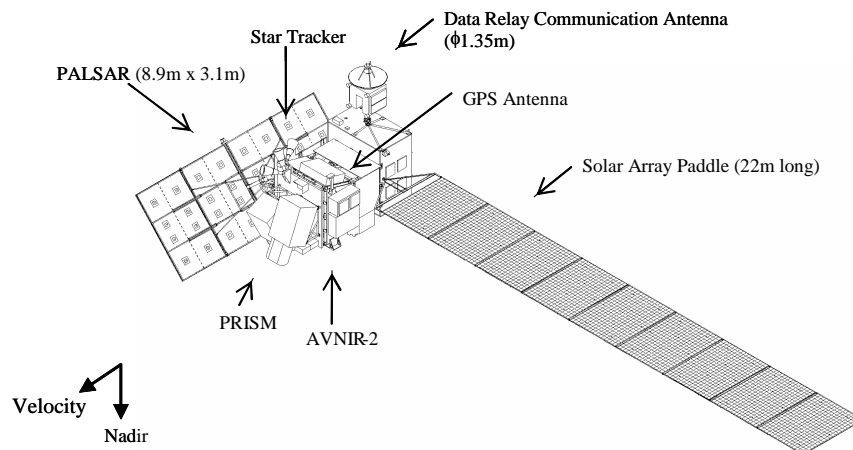 Data Relay Communication Antenna
(ϕ1.35m)
Star Tracker
PALSAR (8.9m x 3.1m)
GPS Antenna
Solar Array Paddle (22m long)
PRISM
AVNIR-2
Velocity
Nadir